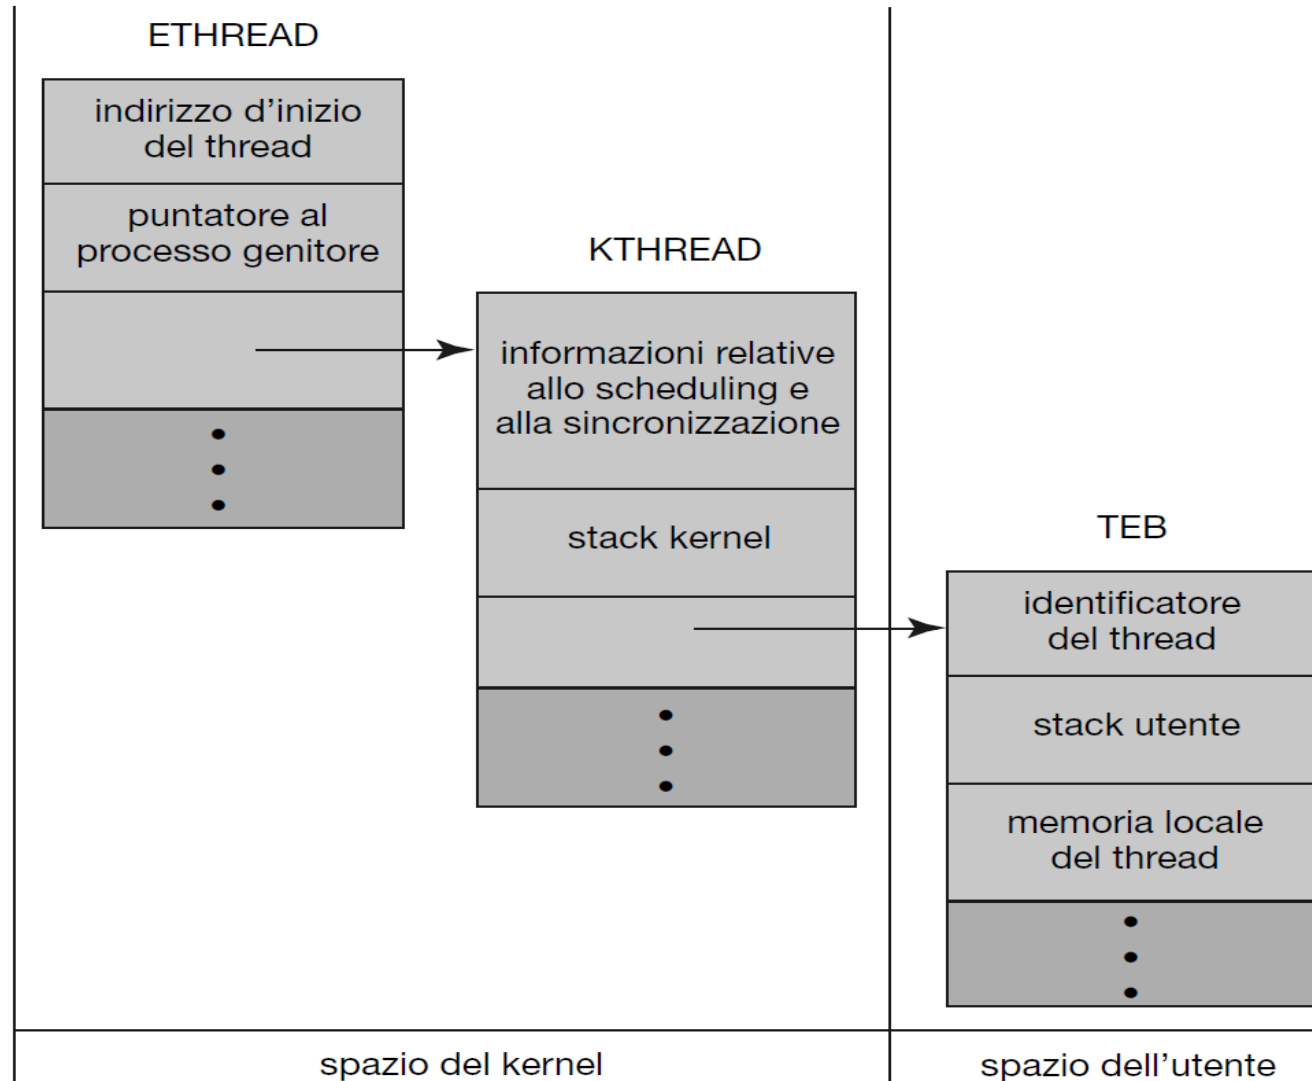 ETHREAD
indirizzo d'inizio
del thread
puntatore al
processo genitore
KTHREAD
informazioni relative
allo scheduling e
alla sincronizzazione
stack kernel
TEB
identificatore
del thread
stack utente
memoria locale
del thread
spazio del kernel
spazio dell'utente